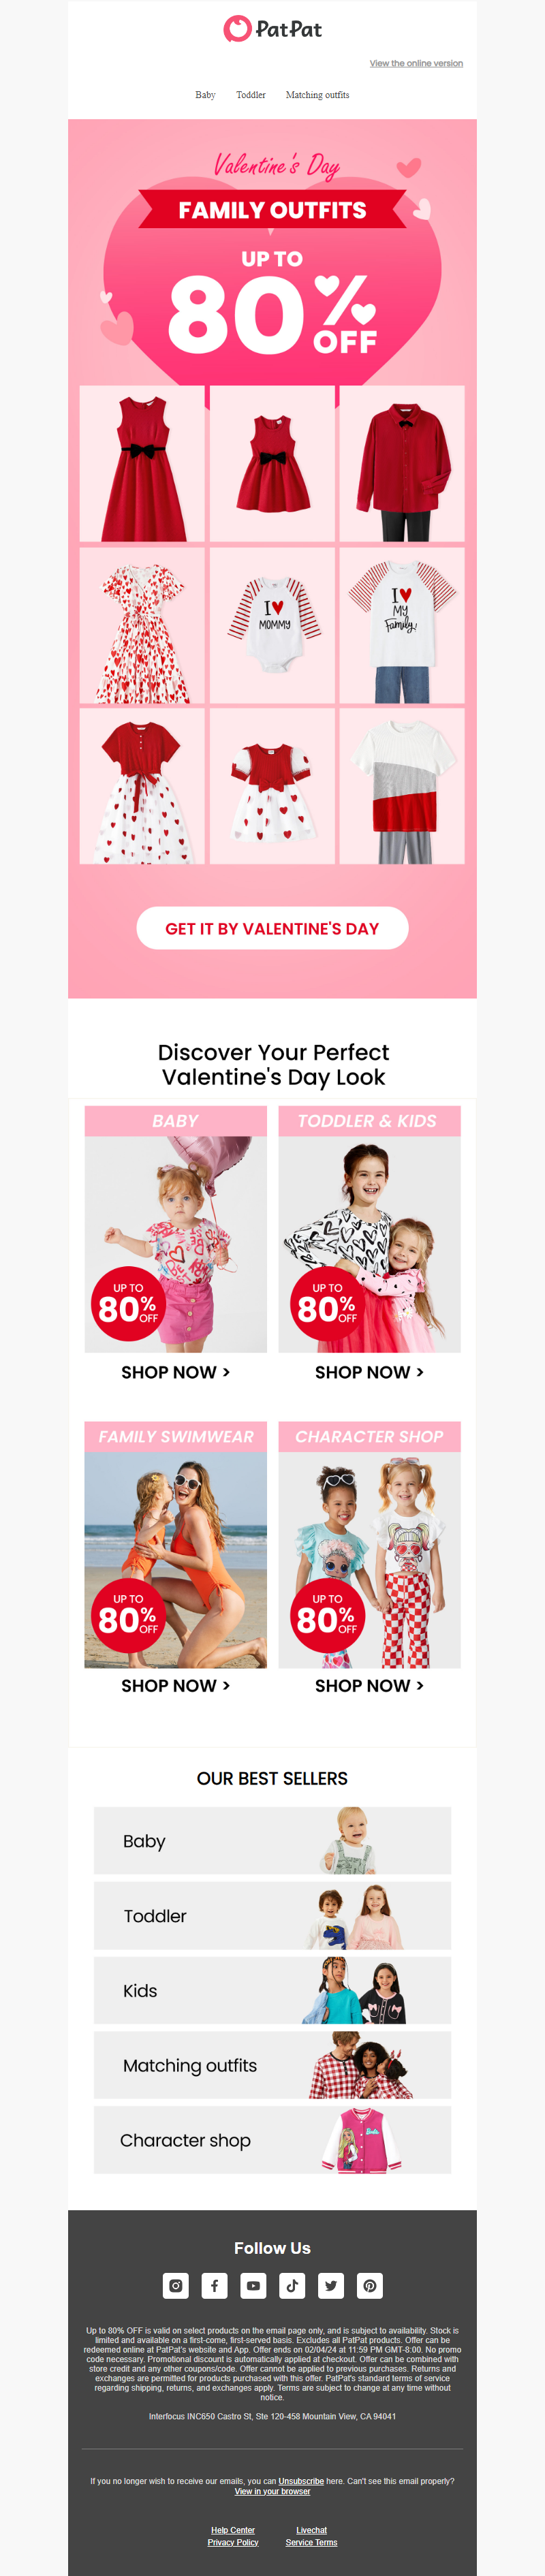 PatPat
View the online version
Baby Toddler Matching outfits
Valentine's Day
FAMILY OUTFITS
UP TO
80%
OFF
I ♥
MOMMY
I ♥
MY
Family!
GET IT BY VALENTINE'S DAY
Discover Your Perfect
Valentine's Day Look
BABY
UP TO
80%
OFF
SHOP NOW >
TODDLER & KIDS
UP TO
80%
OFF
SHOP NOW >
FAMILY SWIMWEAR
UP TO
80%
OFF
SHOP NOW >
CHARACTER SHOP
UP TO
80%
OFF
SHOP NOW >
OUR BEST SELLERS
Baby
Toddler
Kids
Matching outfits
Character shop
Barbie
Follow Us
Up to 80% OFF is valid on select products on the email page only, and is subject to availability. Stock is
limited and available on a first-come, first-served basis. Excludes all PatPat products. Offer can be
redeemed online at PatPat's website and App. Offer ends on 02/04/24 at 11:59 PM GMT-8:00. No promo
code necessary. Promotional discount is automatically applied at checkout. Offer can be combined with
store credit and any other coupons/code. Offer cannot be applied to previous purchases. Returns and
exchanges are permitted for products purchased with this offer. PatPat's standard terms of service
regarding shipping, returns, and exchanges apply. Terms are subject to change at any time without
notice.
Interfocus INC650 Castro St, Ste 120-458 Mountain View, CA 94041
If you no longer wish to receive our emails, you can Unsubscribe here. Can't see this email properly?
View in your browser
Help Center Livechat
Privacy Policy Service Terms